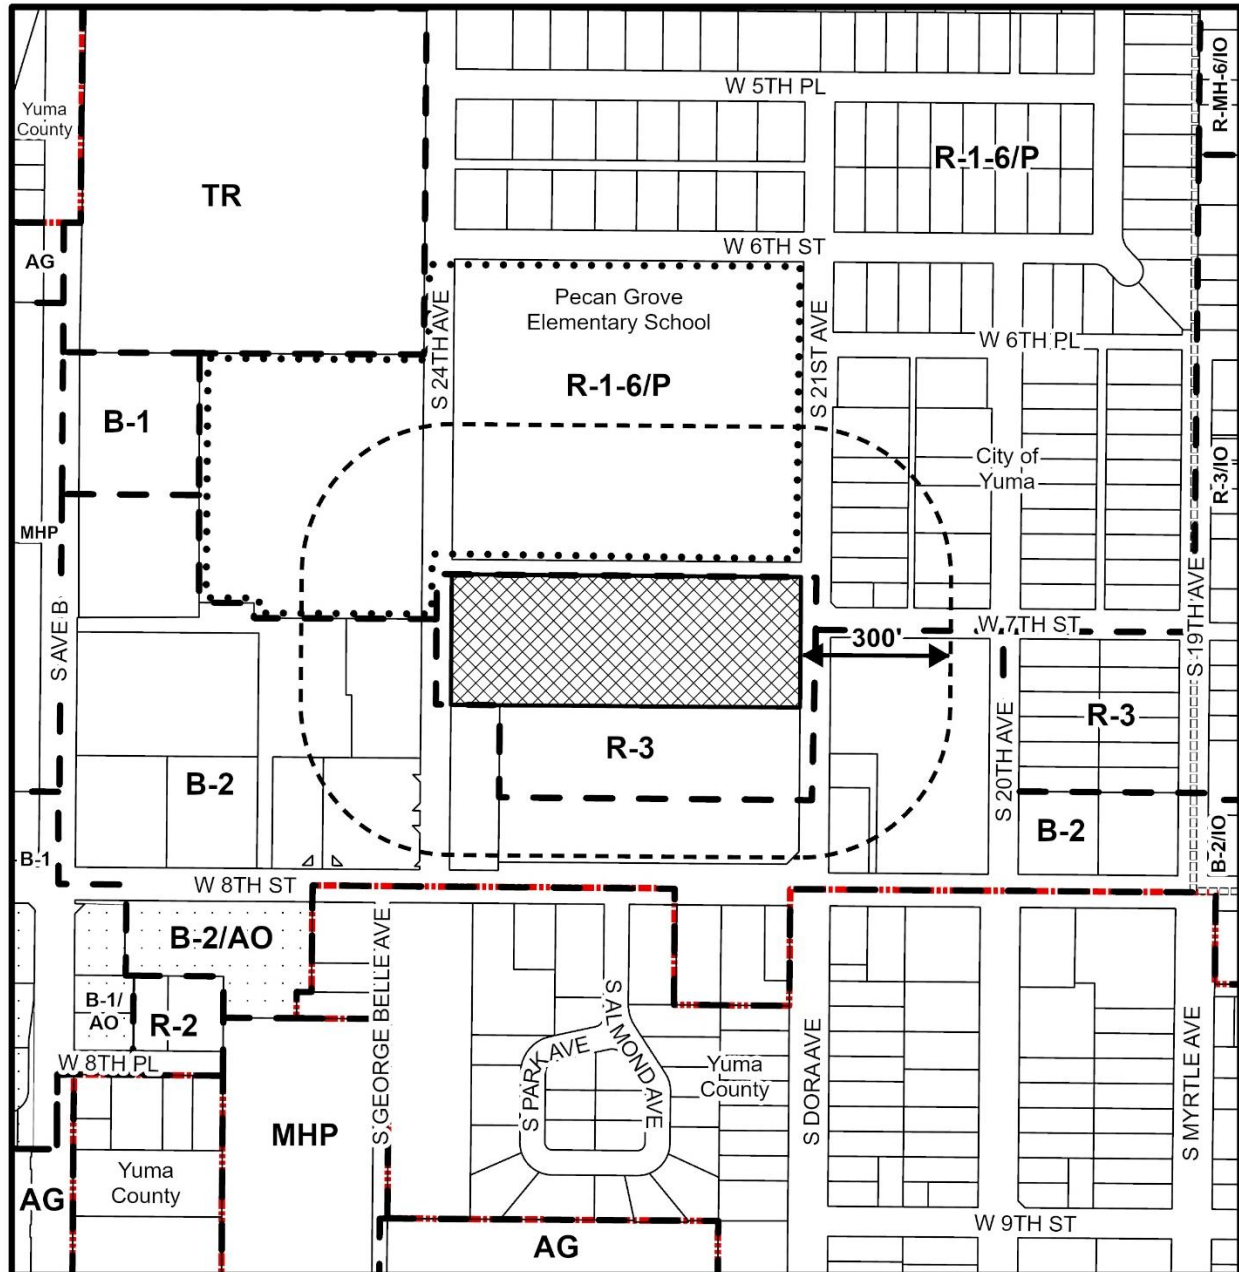 Yuma
County
W 5TH PL
R-MH-6/IO
R-1-6/P
TR
W 6TH ST
AG
Pecan Grove
Elementary School
S 24TH AVE
S 21ST AVE
W 6TH PL
R-1-6/P
B-1
City of
Yuma
R-3/IO
MHP
S AVE B
W 7TH ST
S 19TH AVE
300'
R-3
R-3
S 20TH AVE
B-2
B-2
B-2/IO
B-1
W 8TH ST
B-2/AO
S GEORGE BELLE AVE
B-1/
AO
R-2
S ALMOND AVE
S PARK AVE
W 8TH PL
Yuma
County
S DORA AVE
S MYRTLE AVE
MHP
Yuma
County
AG
W 9TH ST
AG